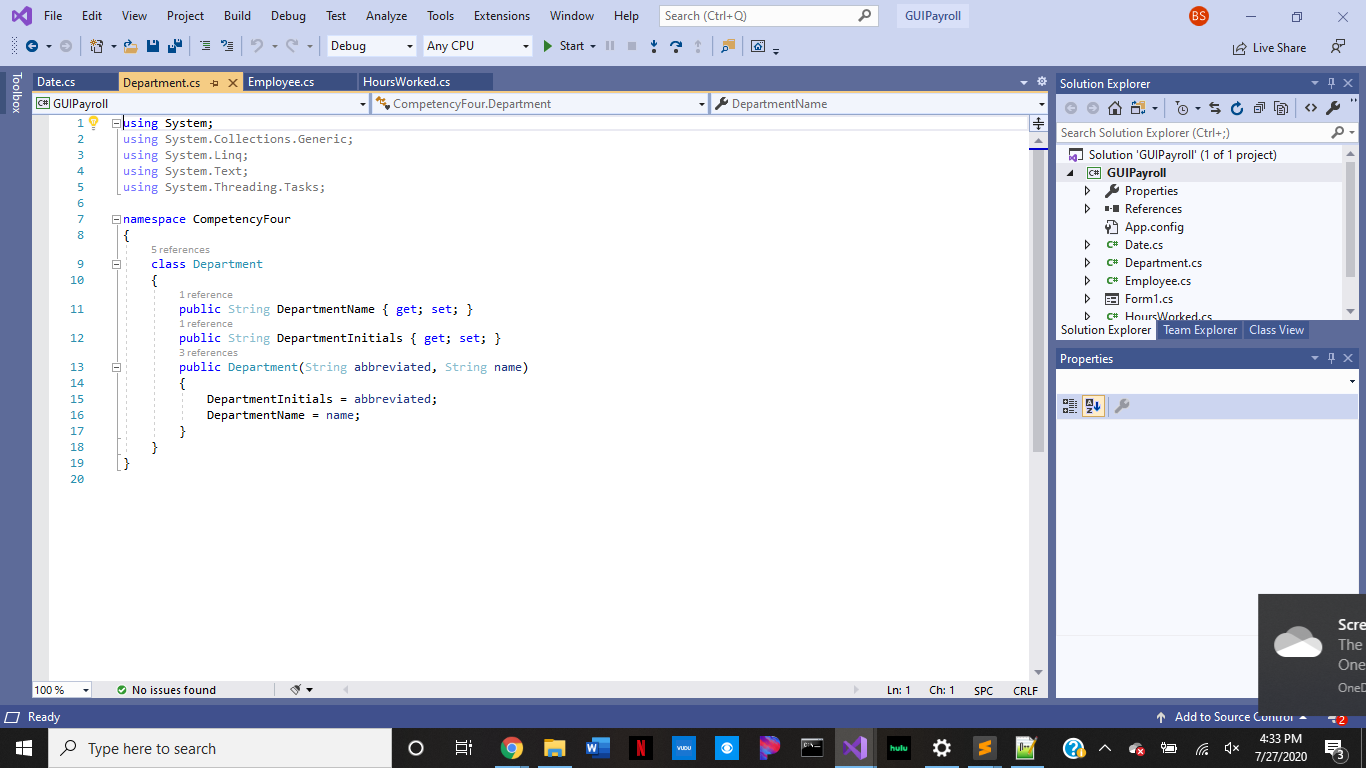 File Edit View Project Build Debug Test Analyze Tools Extensions Window Help Search (Ctrl+Q) GUIPayroll BS
Debug Any CPU Start Live Share
Toolbox
Date.cs Department.cs Employee.cs HoursWorked.cs
C# GUIPayroll CompetencyFour.Department DepartmentName
1 using System;
2 using System.Collections.Generic;
3 using System.Linq;
4 using System.Text;
5 using System.Threading.Tasks;
6
7 namespace CompetencyFour
8 {
5 references
9 class Department
10 {
1 reference
11 public String DepartmentName { get; set; }
1 reference
12 public String DepartmentInitials { get; set; }
3 references
13 public Department(String abbreviated, String name)
14 {
15 DepartmentInitials = abbreviated;
16 DepartmentName = name;
17 }
18 }
19 }
20
100 % No issues found Ln: 1 Ch: 1 SPC CRLF
Solution Explorer
Search Solution Explorer (Ctrl+;)
Solution 'GUIPayroll' (1 of 1 project)
C# GUIPayroll
Properties
References
App.config
C# Date.cs
C# Department.cs
C# Employee.cs
Form1.cs
C# HoursWorked.cs
Solution Explorer Team Explorer Class View
Properties
A Z
Scre
The
One
OneD
Ready Add to Source Control 2
Type here to search
W N VUDU hulu S
4:33 PM
7/27/2020
3